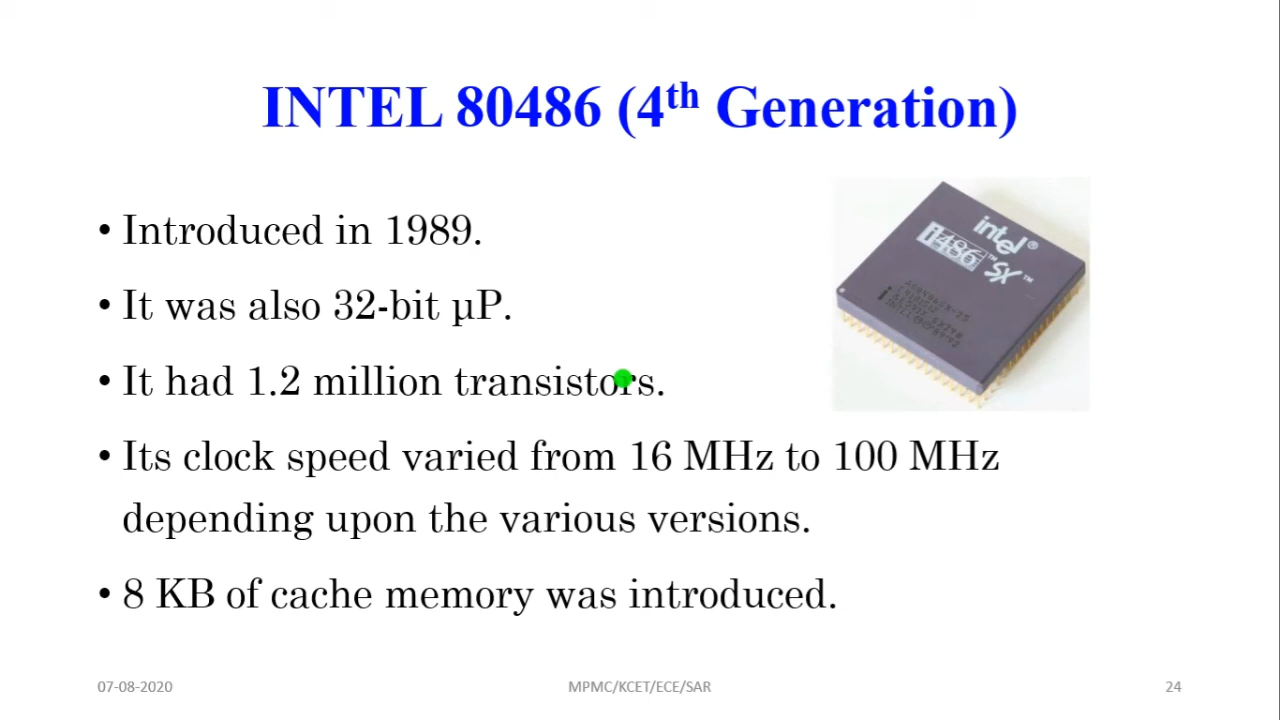 INTEL 80486 (4th Generation)
• Introduced in 1989.
• It was also 32-bit µP.
• It had 1.2 million transistors.
• Its clock speed varied from 16 MHz to 100 MHz
depending upon the various versions.
• 8 KB of cache memory was introduced.
intel®
i486™ SX™
07-08-2020
MPMC/KCET/ECE/SAR
24